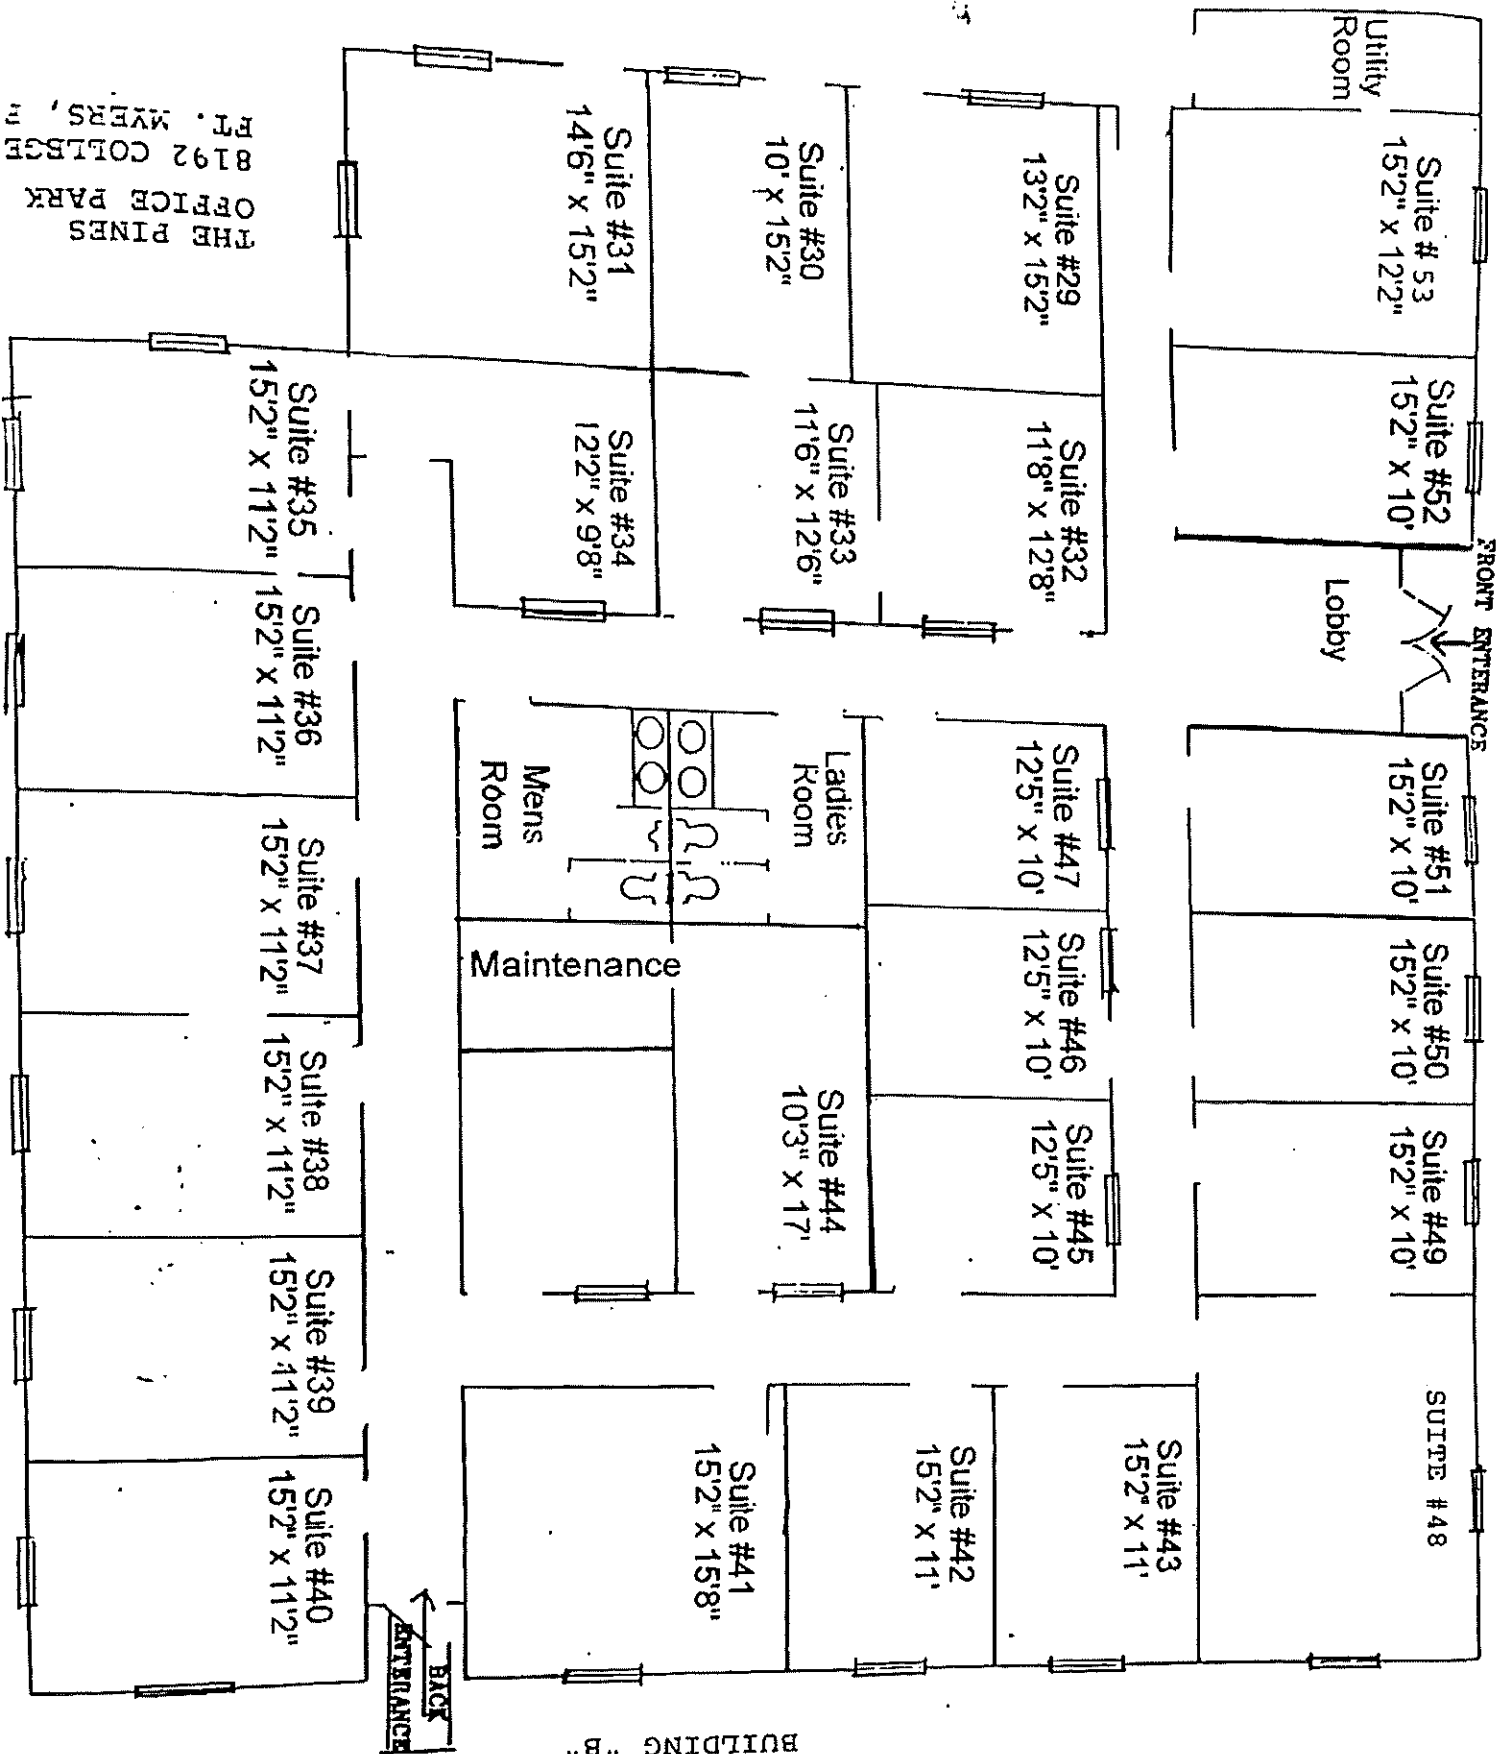 Utility
Room
Suite # 53
15'2" x 12'2"
Suite #52
15'2" x 10'
FRONT ENTERANCE
Lobby
Suite #51
15'2" x 10'
Suite #50
15'2" x 10'
Suite #49
15'2" x 10'
SUITE #48
Suite #29
13'2" x 15'2"
Suite #32
11'8" x 12'8"
Suite #47
12'5" x 10'
Suite #46
12'5" x 10'
Suite #45
12'5" x 10'
Suite #43
15'2" x 11'
Suite #30
10' x 15'2"
Suite #33
11'6" x 12'6"
Ladies
Room
Suite #44
10'3" x 17'
Suite #42
15'2" x 11'
Suite #31
14'6" x 15'2"
Suite #34
12'2" x 9'8"
Mens
Room
Maintenance
Suite #41
15'2" x 15'8"
Suite #35
15'2" x 11'2"
Suite #36
15'2" x 11'2"
Suite #37
15'2" x 11'2"
Suite #38
15'2" x 11'2"
Suite #39
15'2" x 11'2"
Suite #40
15'2" x 11'2"
BACK
ENTERANCE
THE PINES
OFFICE PARK
8192 COLLEGE
FT. MYERS, F
BUILDING "B"